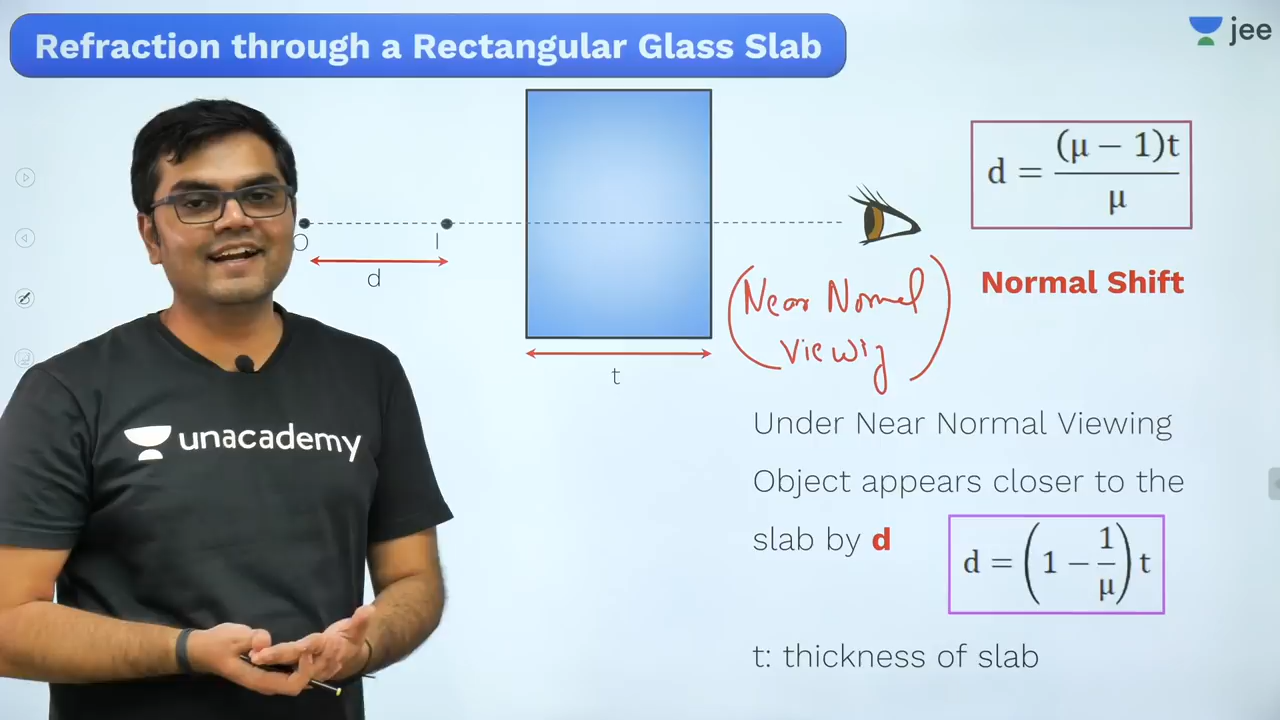 Refraction through a Rectangular Glass Slab
jee
d = (μ − 1)t / μ
O
I
d
Near Normal
Viewig
Normal Shift
t
unacademy
Under Near Normal Viewing
Object appears closer to the
slab by d
d = (1 − 1/μ) t
t: thickness of slab